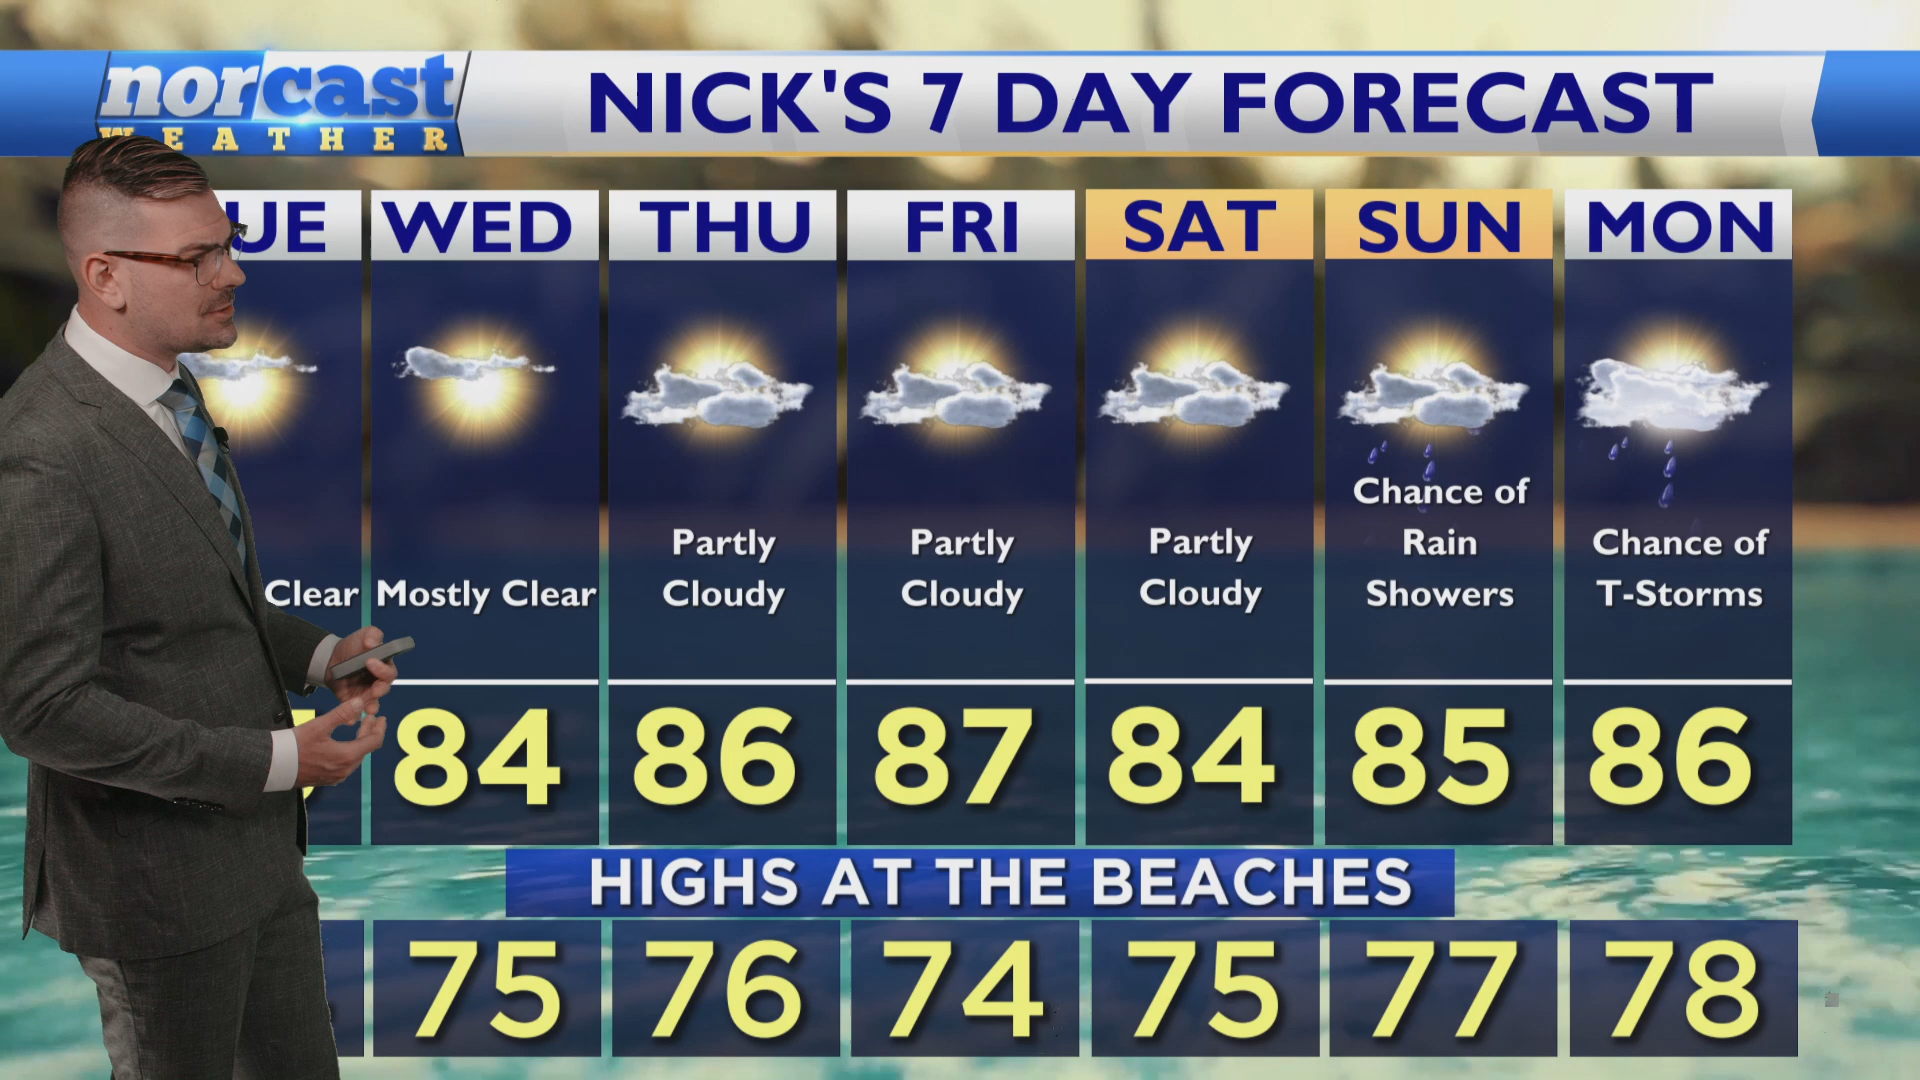 norcast
WEATHER
NICK'S 7 DAY FORECAST
UE WED THU FRI SAT SUN MON
Clear
Mostly Clear
Partly
Cloudy
Partly
Cloudy
Partly
Cloudy
Chance of
Rain
Showers
Chance of
T-Storms
84 86 87 84 85 86
HIGHS AT THE BEACHES
75 76 74 75 77 78